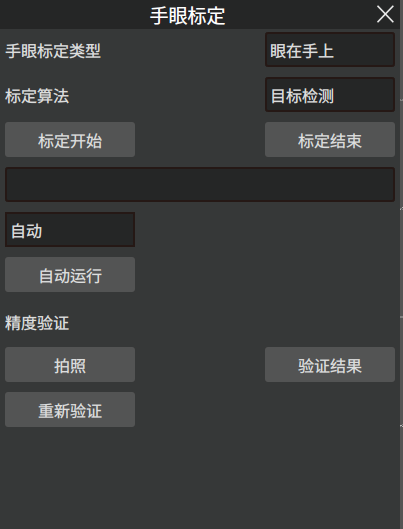 手眼标定
手眼标定类型 眼在手上
标定算法 目标检测
标定开始 标定结束
自动
自动运行
精度验证
拍照 验证结果
重新验证